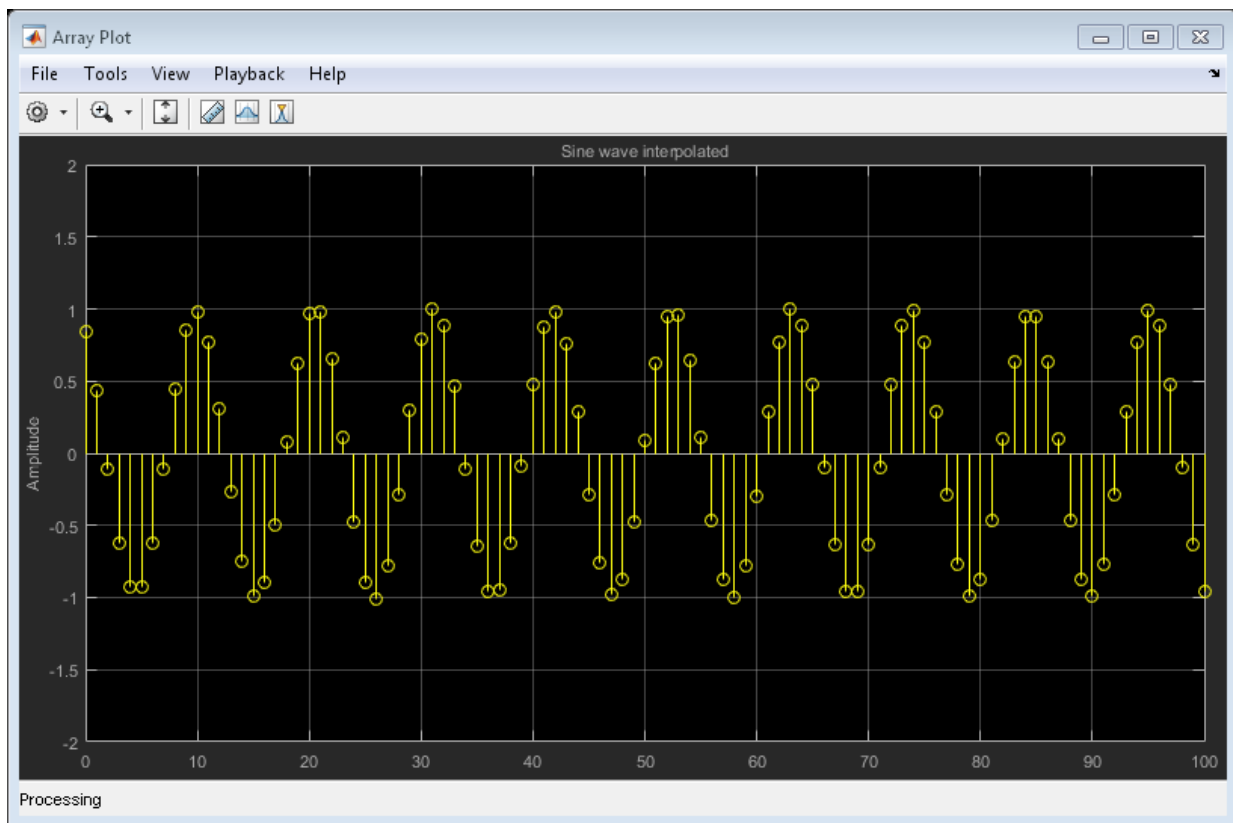 Array Plot
File Tools View Playback Help
Sine wave interpolated
Amplitude
2
1.5
1
0.5
0
-0.5
-1
-1.5
-2
0 10 20 30 40 50 60 70 80 90 100
Processing